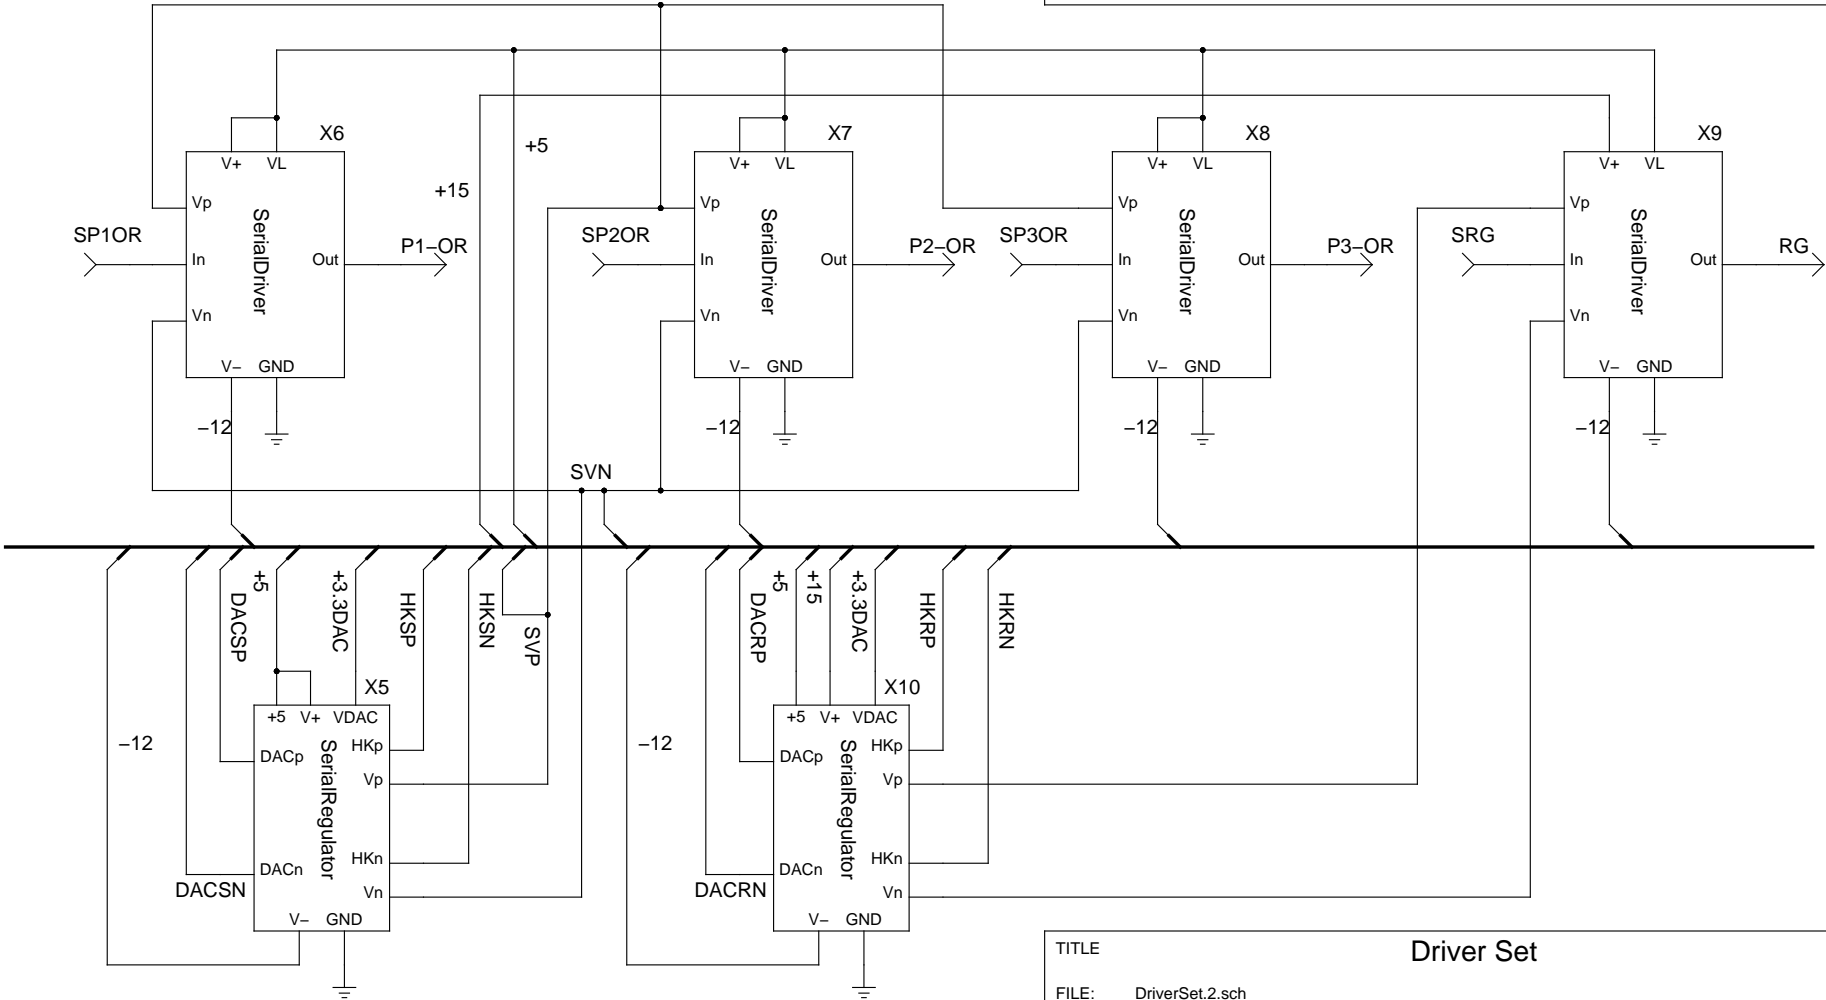 X6
X7
X8
X9
+5
+15
V+ VL
Vp
In
Vn
Out
V− GND
SerialDriver
SP1OR
P1−OR
−12
V+ VL
Vp
In
Vn
Out
V− GND
SerialDriver
SP2OR
P2−OR
−12
V+ VL
Vp
In
Vn
Out
V− GND
SerialDriver
SP3OR
P3−OR
−12
V+ VL
Vp
In
Vn
Out
V− GND
SerialDriver
SRG
RG
−12
SVN
+5
DACSP
+3.3DAC
HKSP
HKSN
SVP
+5
+15
DACRP
+3.3DAC
HKRP
HKRN
X5
−12
+5 V+ VDAC
DACp
HKp
Vp
SerialRegulator
DACn
HKn
Vn
V− GND
DACSN
X10
−12
+5 V+ VDAC
DACp
HKp
Vp
SerialRegulator
DACn
HKn
Vn
V− GND
DACRN
TITLE
Driver Set
FILE: DriverSet.2.sch